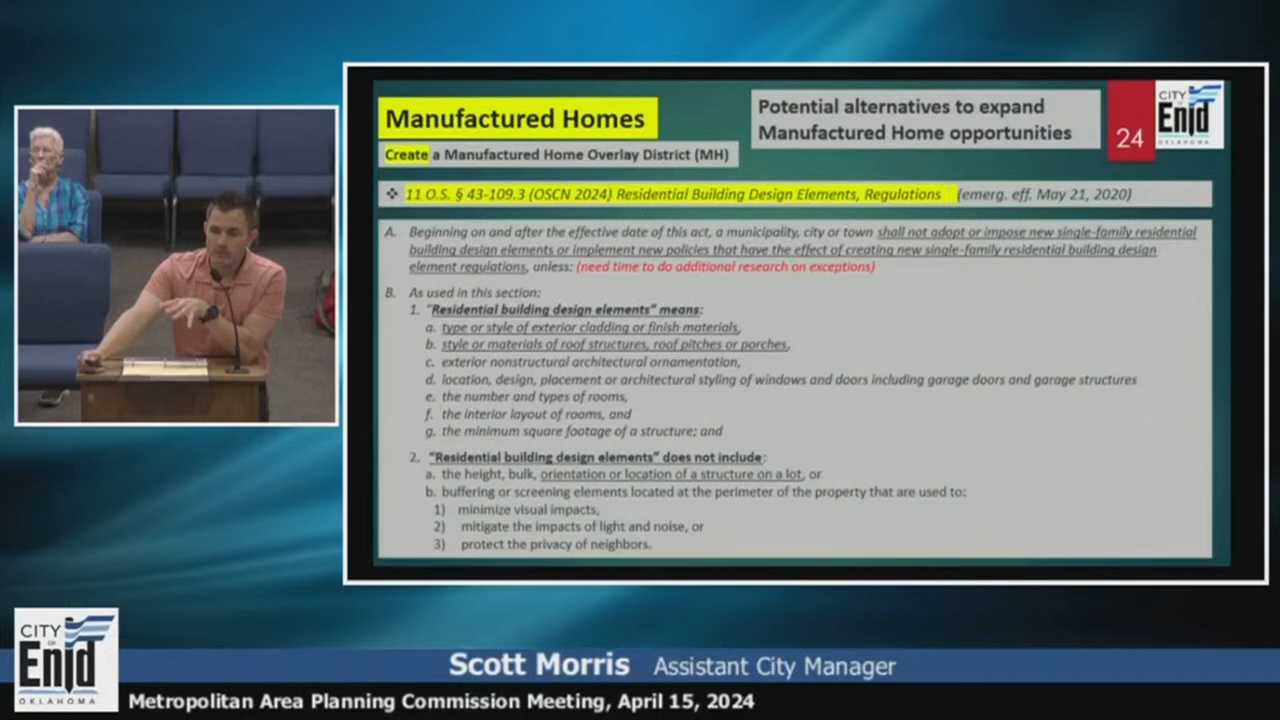 Manufactured Homes
Potential alternatives to expand
Manufactured Home opportunities
24
CITY
OF
Enid
OKLAHOMA
Create a Manufactured Home Overlay District (MH)
❖ 11 O.S. § 43-109.3 (OSCN 2024) Residential Building Design Elements, Regulations (emerg. eff. May 21, 2020)
A. Beginning on and after the effective date of this act, a municipality, city or town shall not adopt or impose new single-family residential
building design elements or implement new policies that have the effect of creating new single-family residential building design
element regulations, unless: (need time to do additional research on exceptions)
B. As used in this section:
1. "Residential building design elements" means:
a. type or style of exterior cladding or finish materials,
b. style or materials of roof structures, roof pitches or porches,
c. exterior nonstructural architectural ornamentation,
d. location, design, placement or architectural styling of windows and doors including garage doors and garage structures
e. the number and types of rooms,
f. the interior layout of rooms, and
g. the minimum square footage of a structure; and
2. "Residential building design elements" does not include:
a. the height, bulk, orientation or location of a structure on a lot, or
b. buffering or screening elements located at the perimeter of the property that are used to:
1) minimize visual impacts,
2) mitigate the impacts of light and noise, or
3) protect the privacy of neighbors.
CITY
OF
Enid
OKLAHOMA
Scott Morris Assistant City Manager
Metropolitan Area Planning Commission Meeting, April 15, 2024